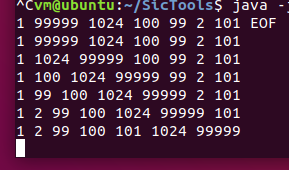 ^Cvm@ubuntu:~/SicTools$ java -
1 99999 1024 100 99 2 101 EOF
1 99999 1024 100 99 2 101
1 1024 99999 100 99 2 101
1 100 1024 99999 99 2 101
1 99 100 1024 99999 2 101
1 2 99 100 1024 99999 101
1 2 99 100 101 1024 99999